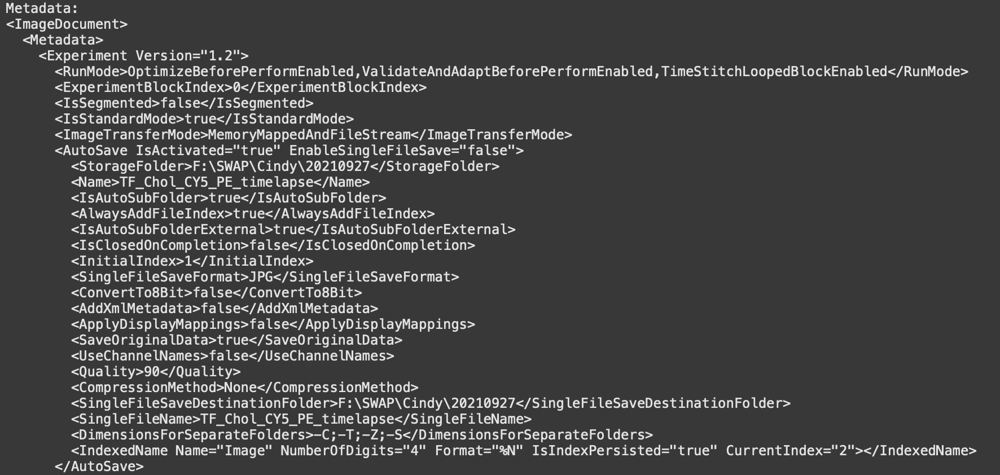 Metadata:
<ImageDocument>
  <Metadata>
    <Experiment Version="1.2">
      <RunMode>OptimizeBeforePerformEnabled,ValidateAndAdaptBeforePerformEnabled,TimeStitchLoopedBlockEnabled</RunMode>
      <ExperimentBlockIndex>0</ExperimentBlockIndex>
      <IsSegmented>false</IsSegmented>
      <IsStandardMode>true</IsStandardMode>
      <ImageTransferMode>MemoryMappedAndFileStream</ImageTransferMode>
      <AutoSave IsActivated="true" EnableSingleFileSave="false">
        <StorageFolder>F:\SWAP\Cindy\20210927</StorageFolder>
        <Name>TF_Chol_CY5_PE_timelapse</Name>
        <IsAutoSubFolder>true</IsAutoSubFolder>
        <AlwaysAddFileIndex>true</AlwaysAddFileIndex>
        <IsAutoSubFolderExternal>true</IsAutoSubFolderExternal>
        <IsClosedOnCompletion>false</IsClosedOnCompletion>
        <InitialIndex>1</InitialIndex>
        <SingleFileSaveFormat>JPG</SingleFileSaveFormat>
        <ConvertTo8Bit>false</ConvertTo8Bit>
        <AddXmlMetadata>false</AddXmlMetadata>
        <ApplyDisplayMappings>false</ApplyDisplayMappings>
        <SaveOriginalData>true</SaveOriginalData>
        <UseChannelNames>false</UseChannelNames>
        <Quality>90</Quality>
        <CompressionMethod>None</CompressionMethod>
        <SingleFileSaveDestinationFolder>F:\SWAP\Cindy\20210927</SingleFileSaveDestinationFolder>
        <SingleFileName>TF_Chol_CY5_PE_timelapse</SingleFileName>
        <DimensionsForSeparateFolders>-C;-T;-Z;-S</DimensionsForSeparateFolders>
        <IndexedName Name="Image" NumberOfDigits="4" Format="%N" IsIndexPersisted="true" CurrentIndex="2"></IndexedName>
      </AutoSave>